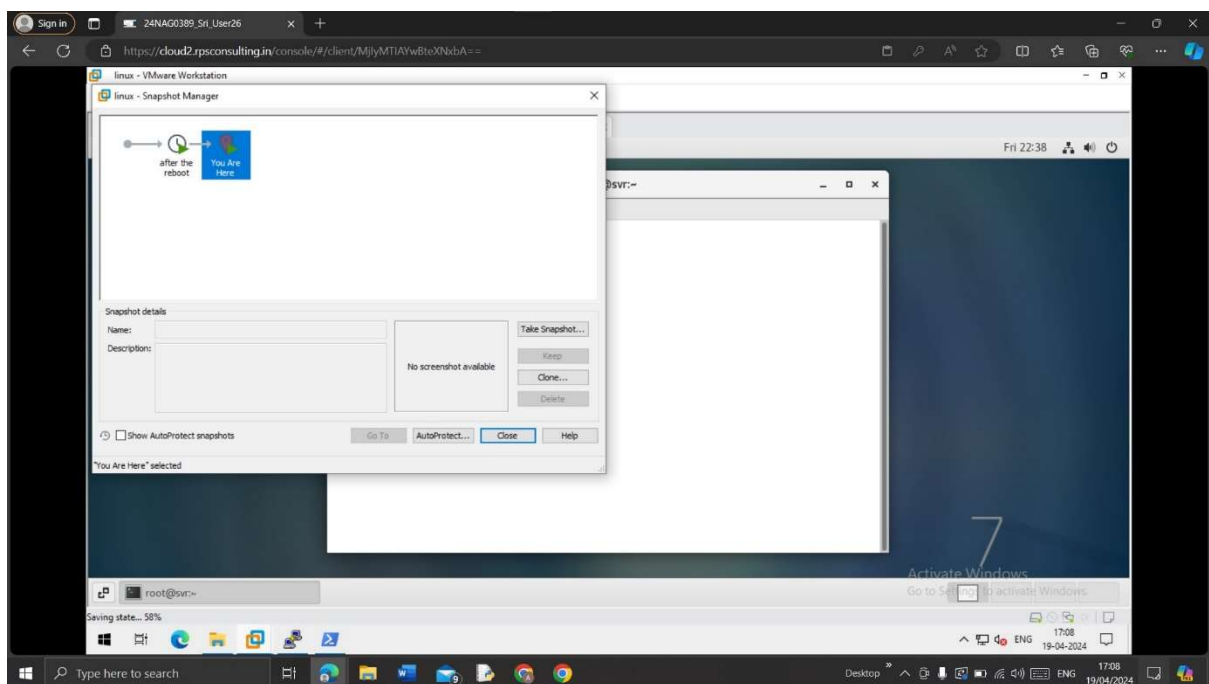 Sign in
24NAG0389_Sri_User26
https://cloud2.rpsconsulting.in/console/#/client/MjIyMTIAYwBteXNxbA==
linux - VMware Workstation
linux - Snapshot Manager
Fri 22:38
after the
reboot
You Are
Here
svr:~
Snapshot details
Name:
Take Snapshot...
Description:
No screenshot available
Keep
Clone...
Delete
Show AutoProtect snapshots
Go To
AutoProtect...
Close
Help
"You Are Here" selected
7
Activate Windows
Go to Settings to activate Windows.
root@svr:~
Saving state... 58%
ENG
17:08
19-04-2024
Type here to search
Desktop
ENG
17:08
19/04/2024